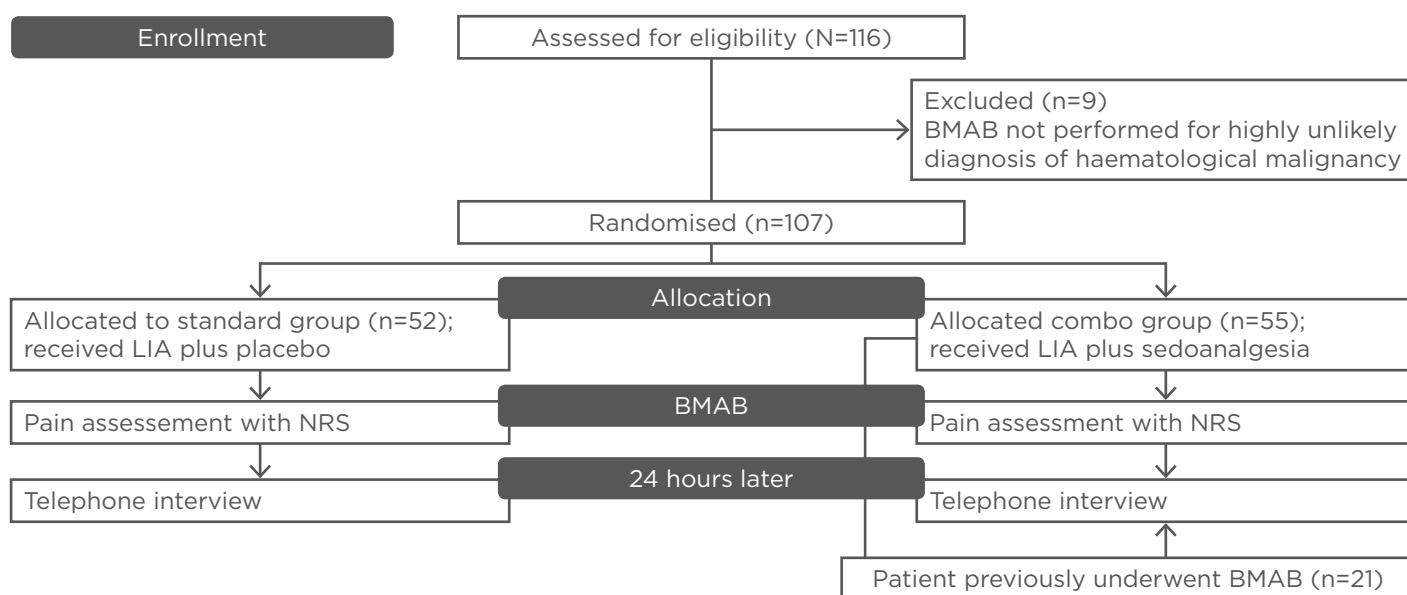 Enrollment
Assessed for eligibility (N=116)
Excluded (n=9)
BMAB not performed for highly unlikely
diagnosis of haematological malignancy
Randomised (n=107)
Allocation
Allocated to standard group (n=52);
received LIA plus placebo
Allocated combo group (n=55);
received LIA plus sedoanalgesia
BMAB
Pain assessement with NRS
Pain assessment with NRS
24 hours later
Telephone interview
Telephone interview
Patient previously underwent BMAB (n=21)